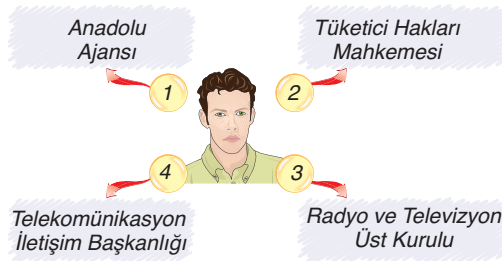 Anadolu
Ajansı
Tüketici Hakları
Mahkemesi
1
2
4
3
Telekomünikasyon
İletişim Başkanlığı
Radyo ve Televizyon
Üst Kurulu